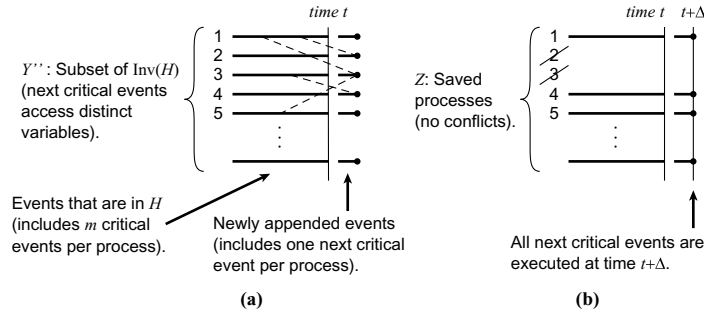 time t
1
2
3
4
5
Y'' : Subset of Inv(H)
(next critical events
access distinct
variables).
Events that are in H
(includes m critical
events per process).
Newly appended events
(includes one next critical
event per process).
(a)
time t
t+Δ
1
2
3
4
5
Z: Saved
processes
(no conflicts).
All next critical events are
executed at time t+Δ.
(b)